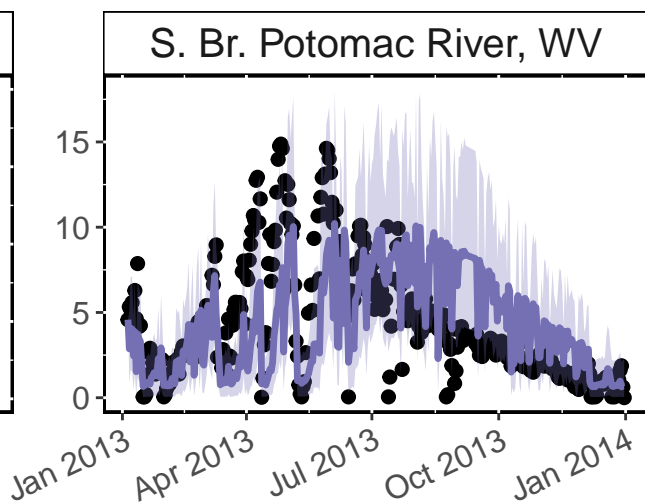 S. Br. Potomac River, WV
15
10
5
0
Jan 2013
Apr 2013
Jul 2013
Oct 2013
Jan 2014